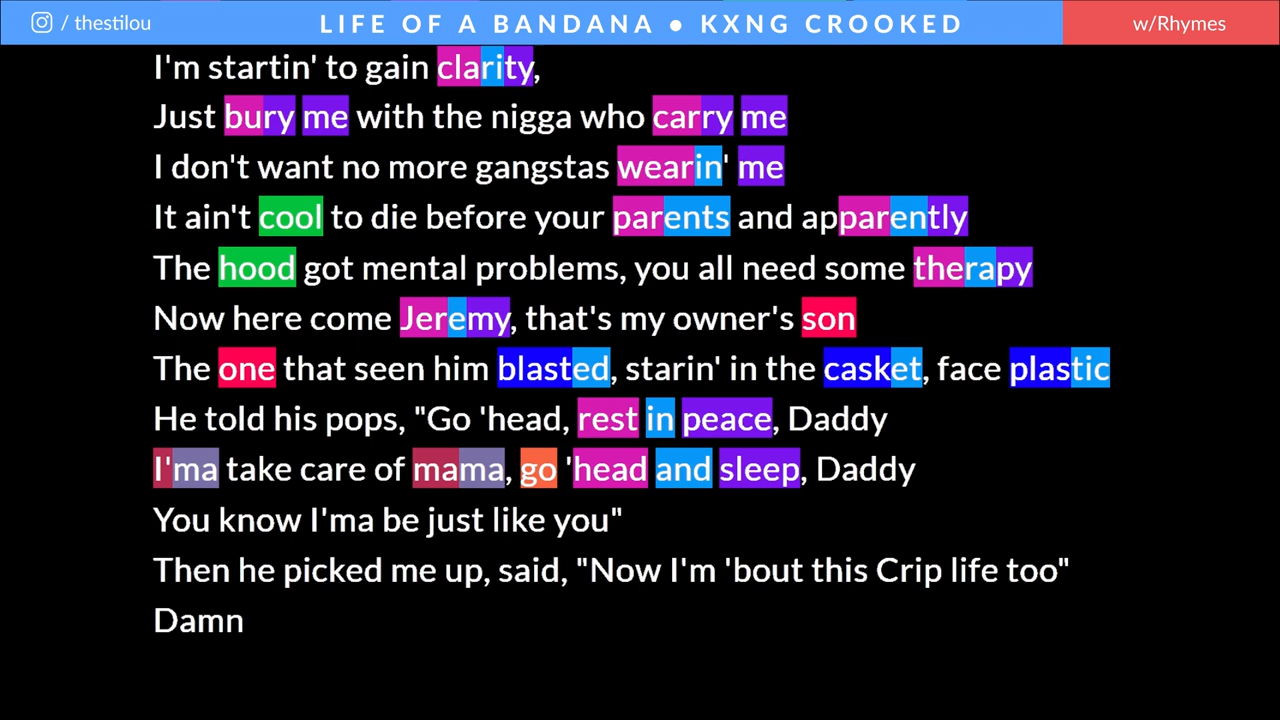 / thestilou
LIFE OF A BANDANA ● KXNG CROOKED
w/Rhymes
I'm startin' to gain clarity,
Just bury me with the nigga who carry me
I don't want no more gangstas wearin' me
It ain't cool to die before your parents and apparently
The hood got mental problems, you all need some therapy
Now here come Jeremy, that's my owner's son
The one that seen him blasted, starin' in the casket, face plastic
He told his pops, "Go 'head, rest in peace, Daddy
I'ma take care of mama, go 'head and sleep, Daddy
You know I'ma be just like you"
Then he picked me up, said, "Now I'm 'bout this Crip life too"
Damn